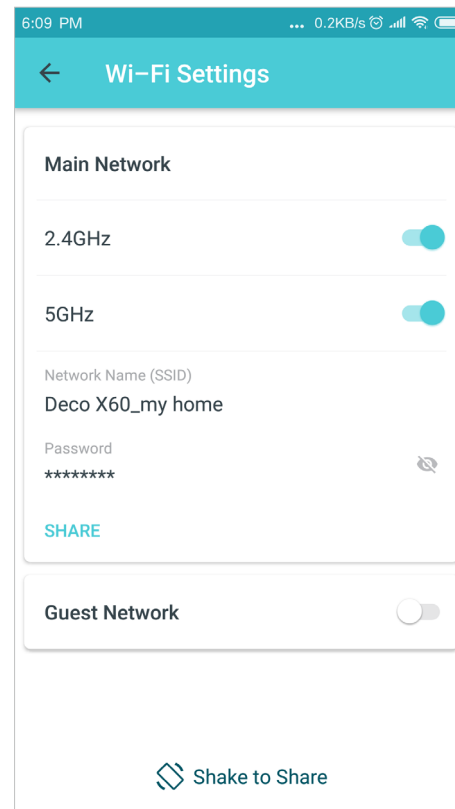 6:09 PM ... 0.2KB/s
Wi-Fi Settings
Main Network
2.4GHz
5GHz
Network Name (SSID)
Deco X60_my home
Password
********
SHARE
Guest Network
Shake to Share